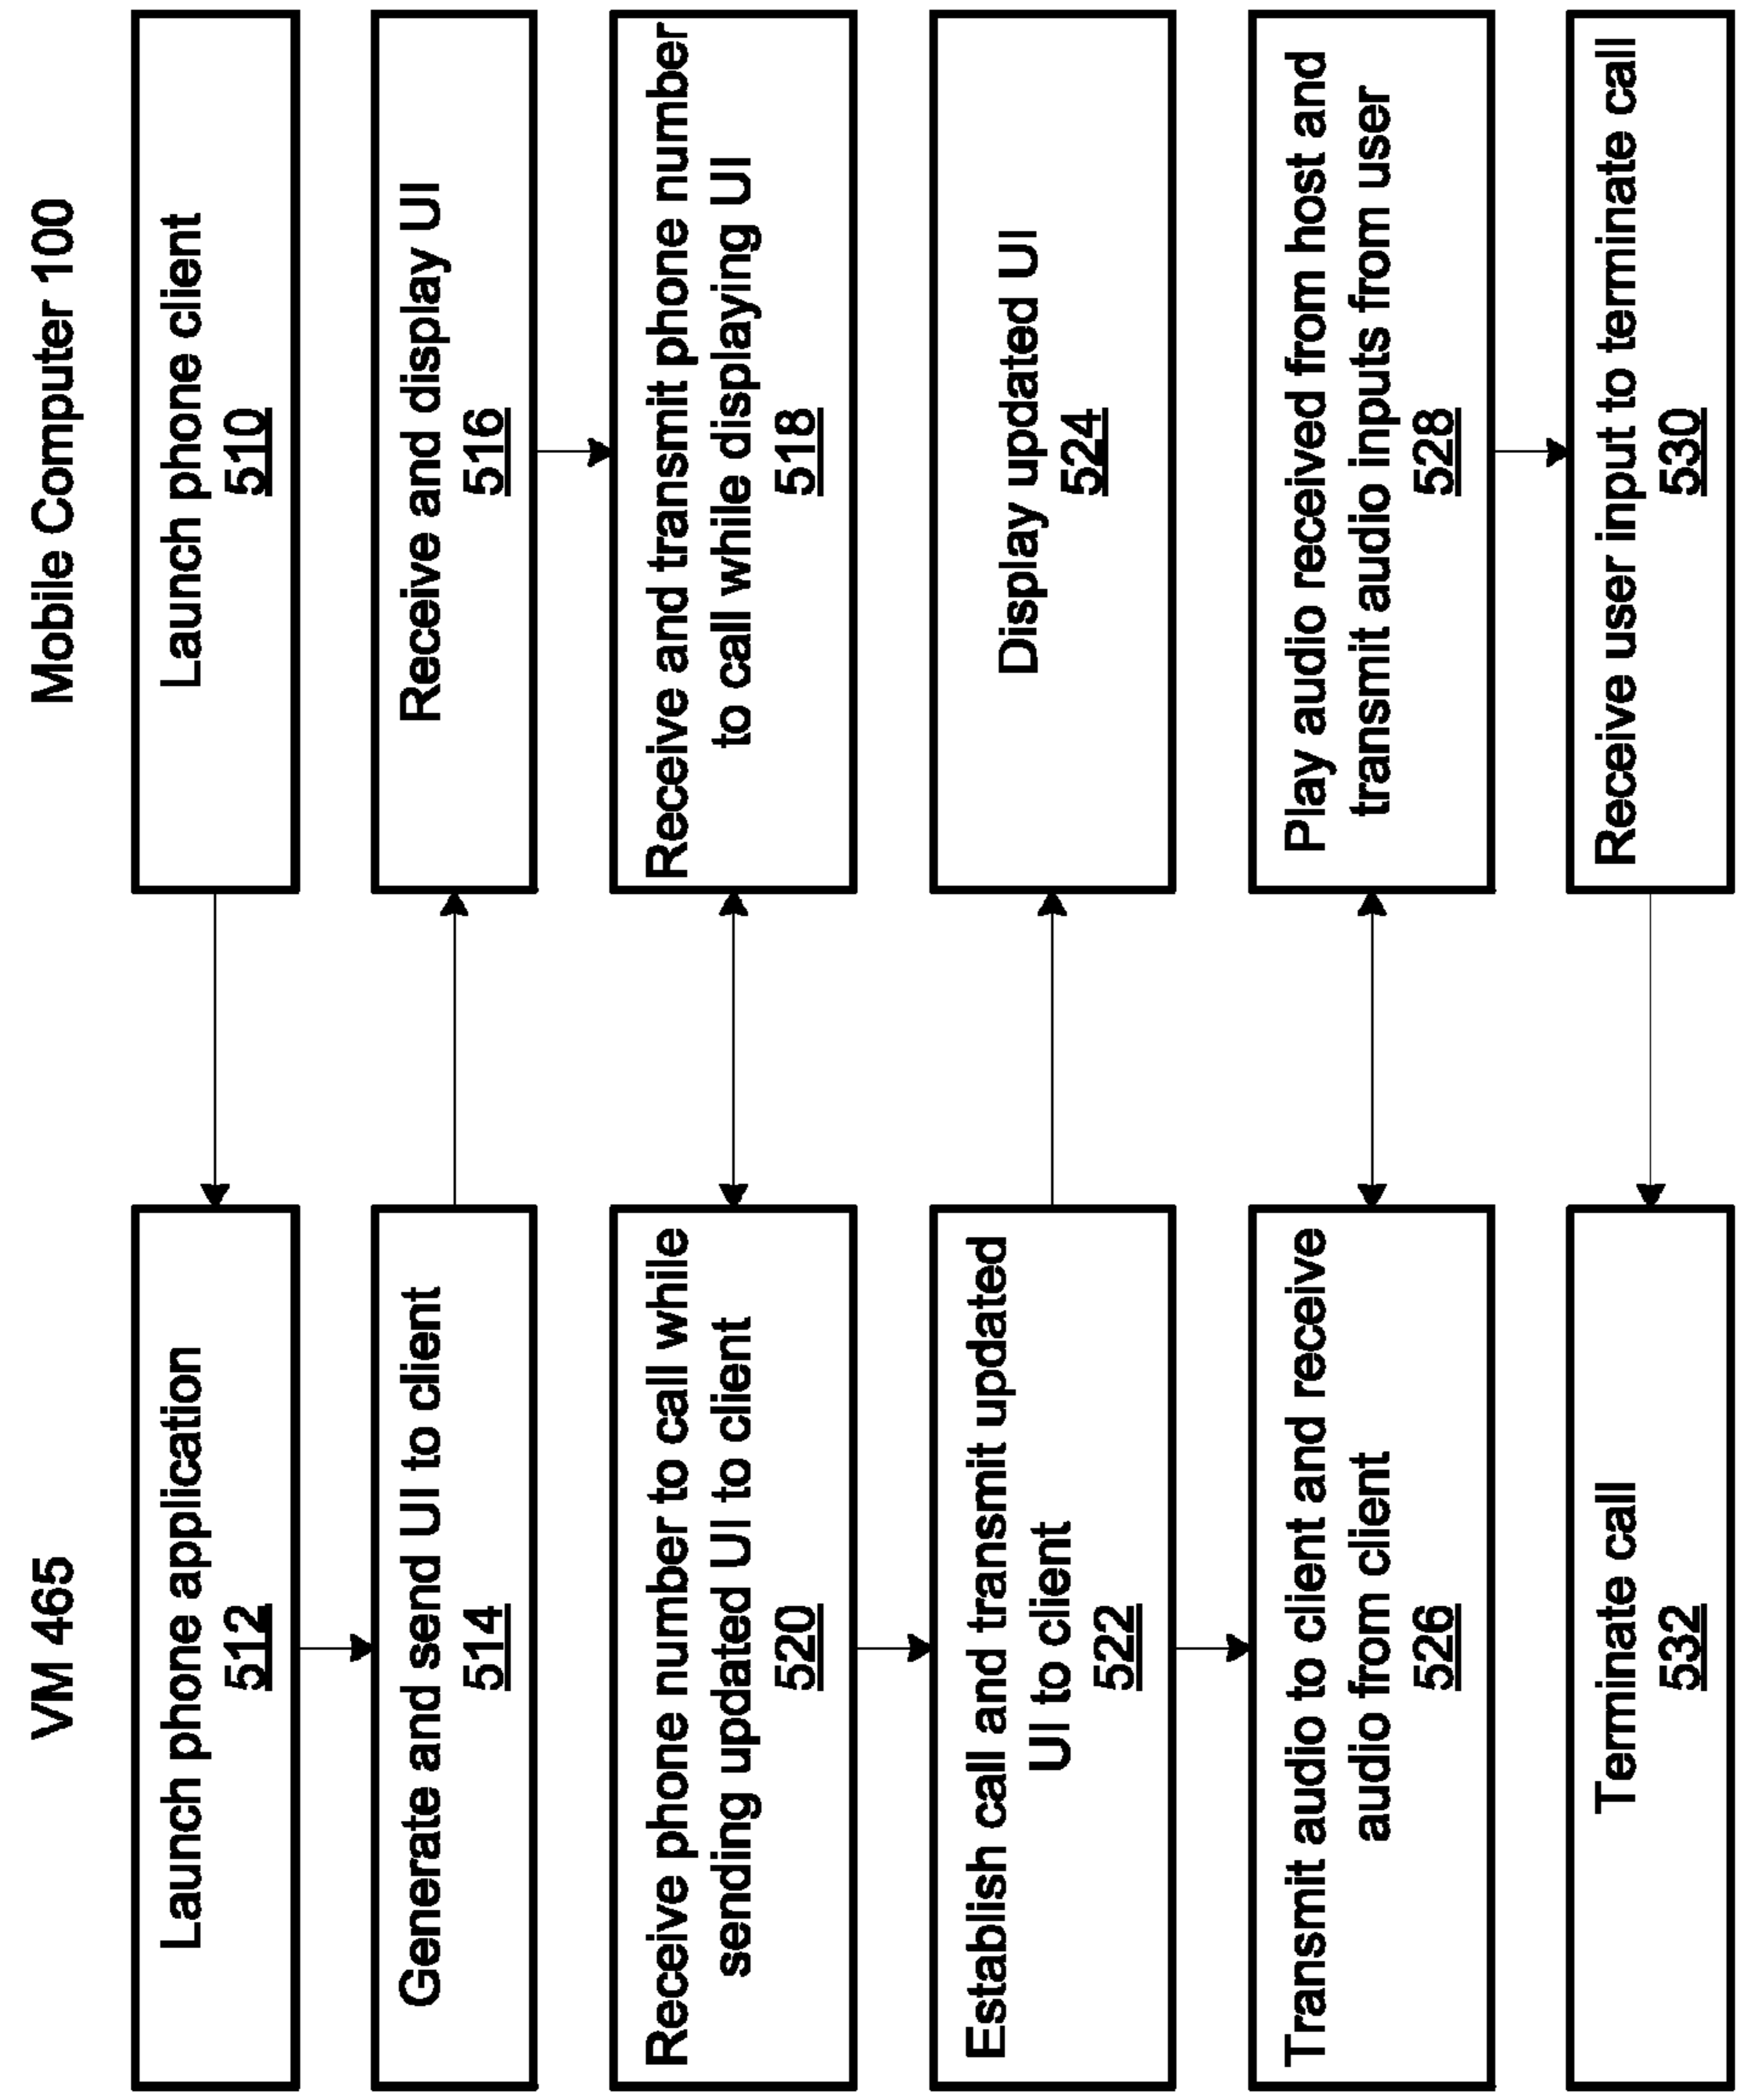 VM 465
Mobile Computer 100
Launch phone application
512
Launch phone client
510
Generate and send UI to client
514
Receive and display UI
516
Receive phone number to call while
sending updated UI to client
520
Receive and transmit phone number
to call while displaying UI
518
Establish call and transmit updated
UI to client
522
Display updated UI
524
Transmit audio to client and receive
audio from client
526
Play audio received from host and
transmit audio inputs from user
528
Terminate call
532
Receive user input to terminate call
530